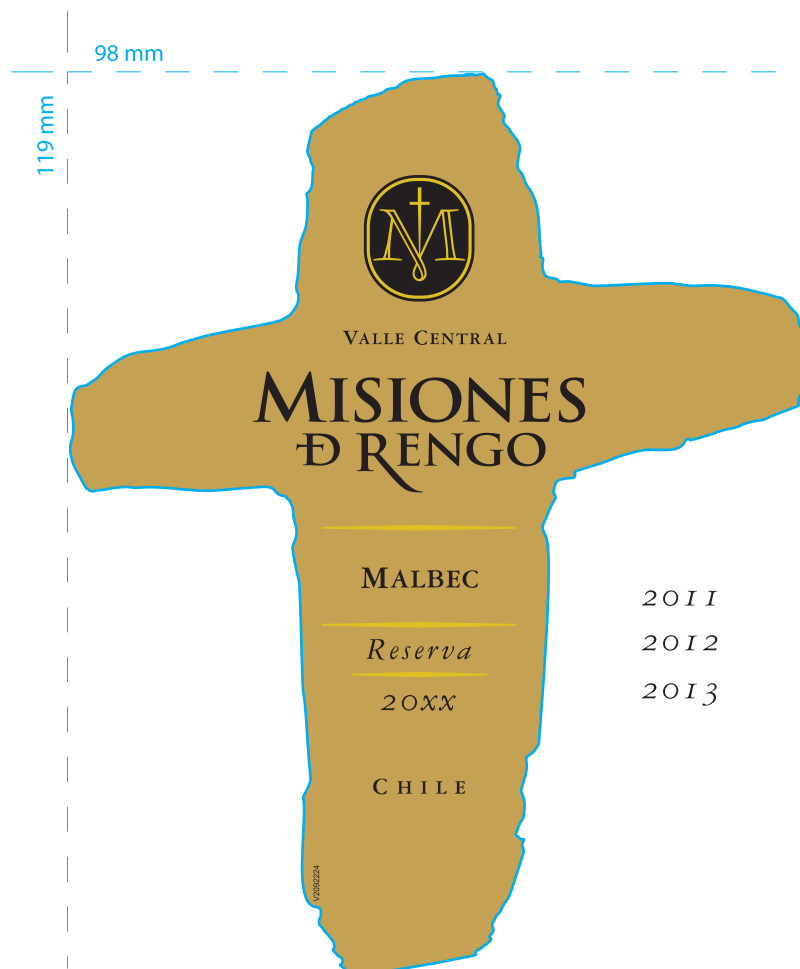 98 mm
119 mm
M
VALLE CENTRAL
MISIONES
D RENGO
MALBEC
Reserva
20XX
CHILE
V2092224
2011
2012
2013